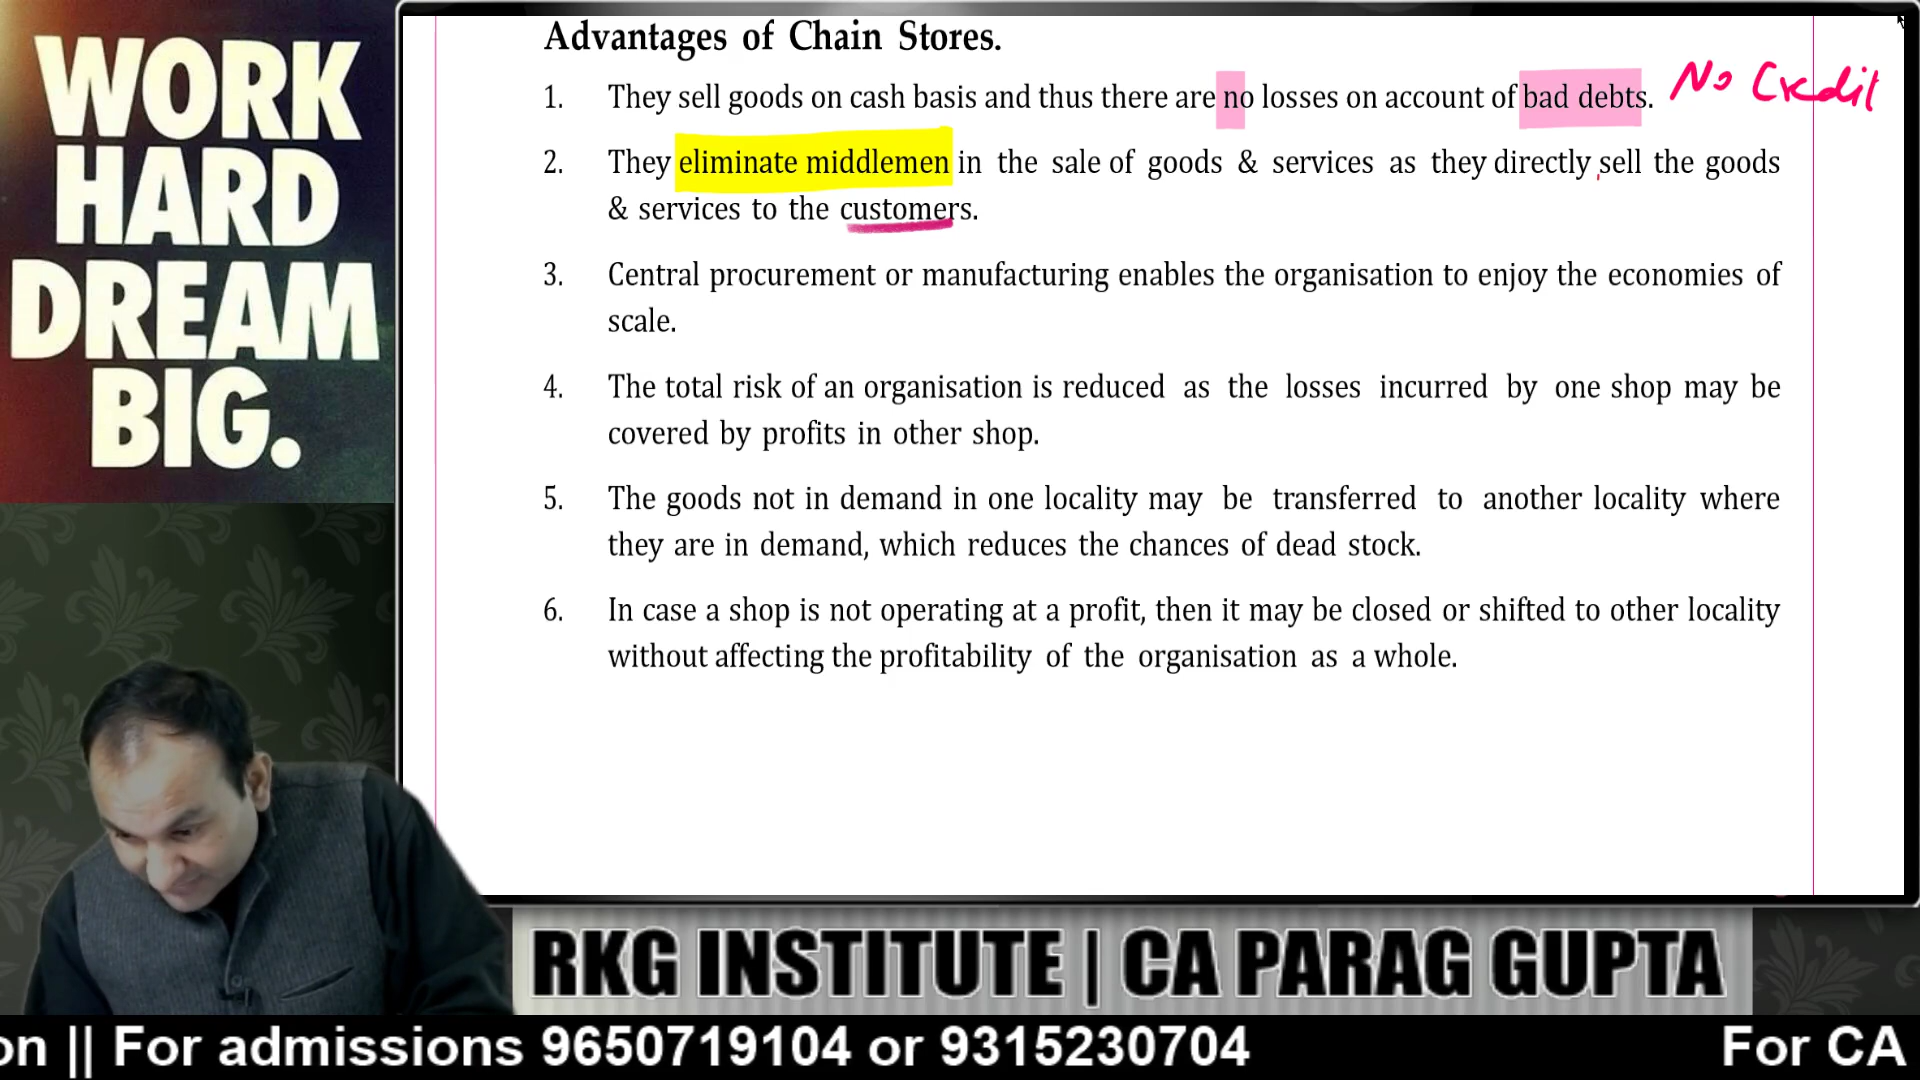 WORK
HARD
DREAM
BIG.
Advantages of Chain Stores.
1. They sell goods on cash basis and thus there are no losses on account of bad debts. No Credit
2. They eliminate middlemen in the sale of goods & services as they directly sell the goods
& services to the customers.
3. Central procurement or manufacturing enables the organisation to enjoy the economies of
scale.
4. The total risk of an organisation is reduced as the losses incurred by one shop may be
covered by profits in other shop.
5. The goods not in demand in one locality may be transferred to another locality where
they are in demand, which reduces the chances of dead stock.
6. In case a shop is not operating at a profit, then it may be closed or shifted to other locality
without affecting the profitability of the organisation as a whole.
RKG INSTITUTE | CA PARAG GUPTA
on || For admissions 9650719104 or 9315230704 For CA